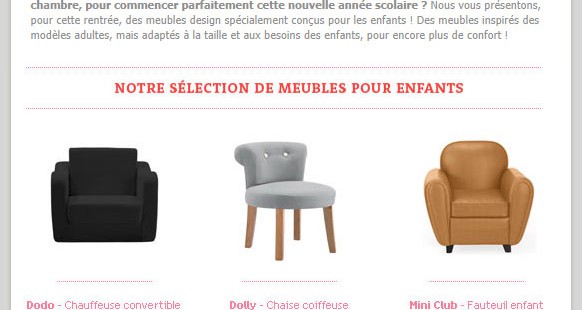 chambre, pour commencer parfaitement cette nouvelle année scolaire ? Nous vous présentons,
pour cette rentrée, des meubles design spécialement conçus pour les enfants ! Des meubles inspirés des
modèles adultes, mais adaptés à la taille et aux besoins des enfants, pour encore plus de confort !
NOTRE SÉLECTION DE MEUBLES POUR ENFANTS
Dodo - Chauffeuse convertible
Dolly - Chaise coiffeuse
Mini Club - Fauteuil enfant